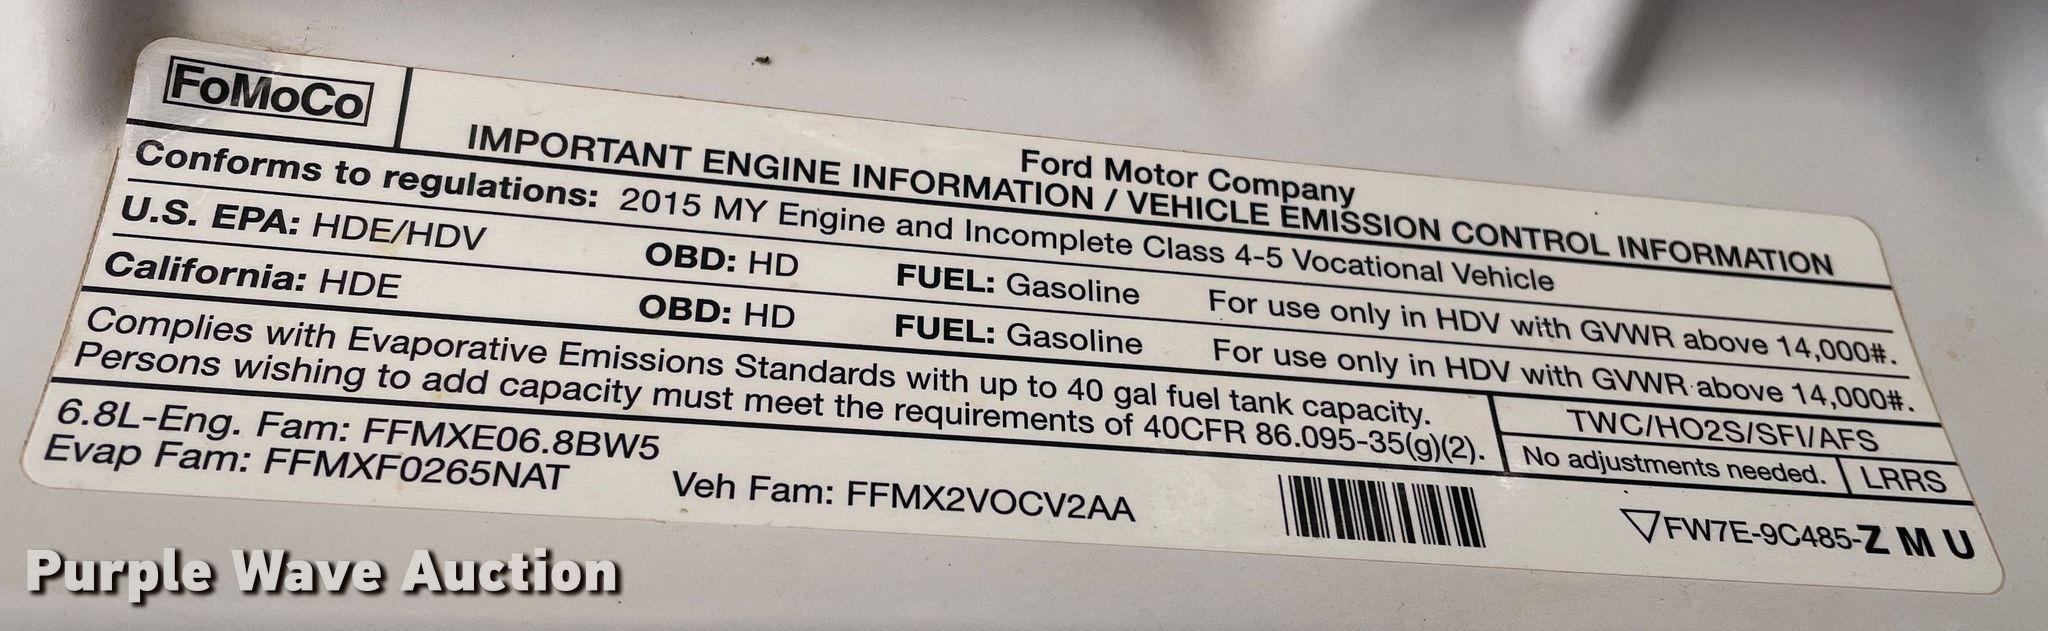 FoMoCo
Ford Motor Company
IMPORTANT ENGINE INFORMATION / VEHICLE EMISSION CONTROL INFORMATION
Conforms to regulations: 2015 MY Engine and Incomplete Class 4-5 Vocational Vehicle
U.S. EPA: HDE/HDV OBD: HD FUEL: Gasoline For use only in HDV with GVWR above 14,000#.
California: HDE OBD: HD FUEL: Gasoline For use only in HDV with GVWR above 14,000#.
Complies with Evaporative Emissions Standards with up to 40 gal fuel tank capacity.
Persons wishing to add capacity must meet the requirements of 40CFR 86.095-35(g)(2).
TWC/HO2S/SFI/AFS
No adjustments needed. LRRS
6.8L-Eng. Fam: FFMXE06.8BW5
Evap Fam: FFMXF0265NAT Veh Fam: FFMX2VOCV2AA
▽FW7E-9C485-Z M U
Purple Wave Auction